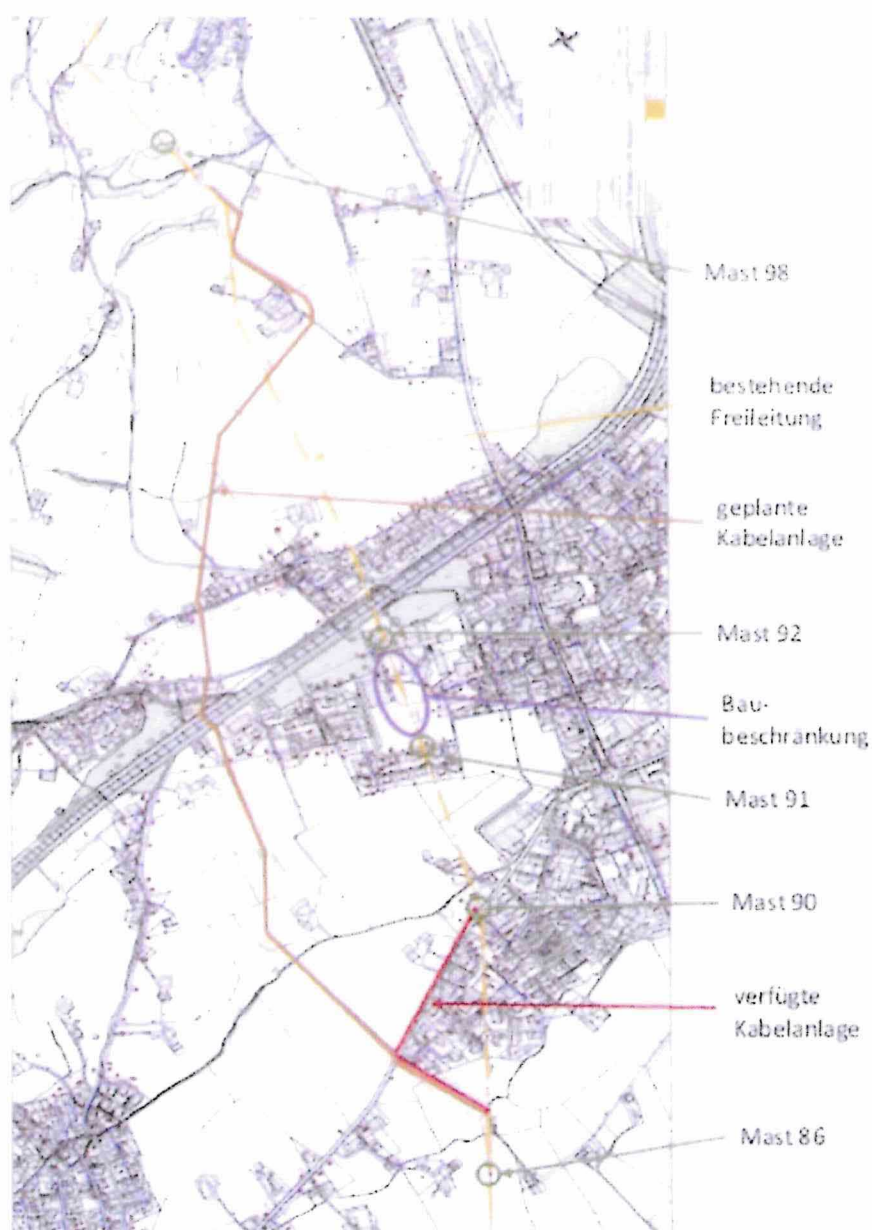 Mast 98
bestehende
Freileitung
geplante
Kabelanlage
Mast 92
Bau-
beschränkung
Mast 91
Mast 90
verfügte
Kabelanlage
Mast 86